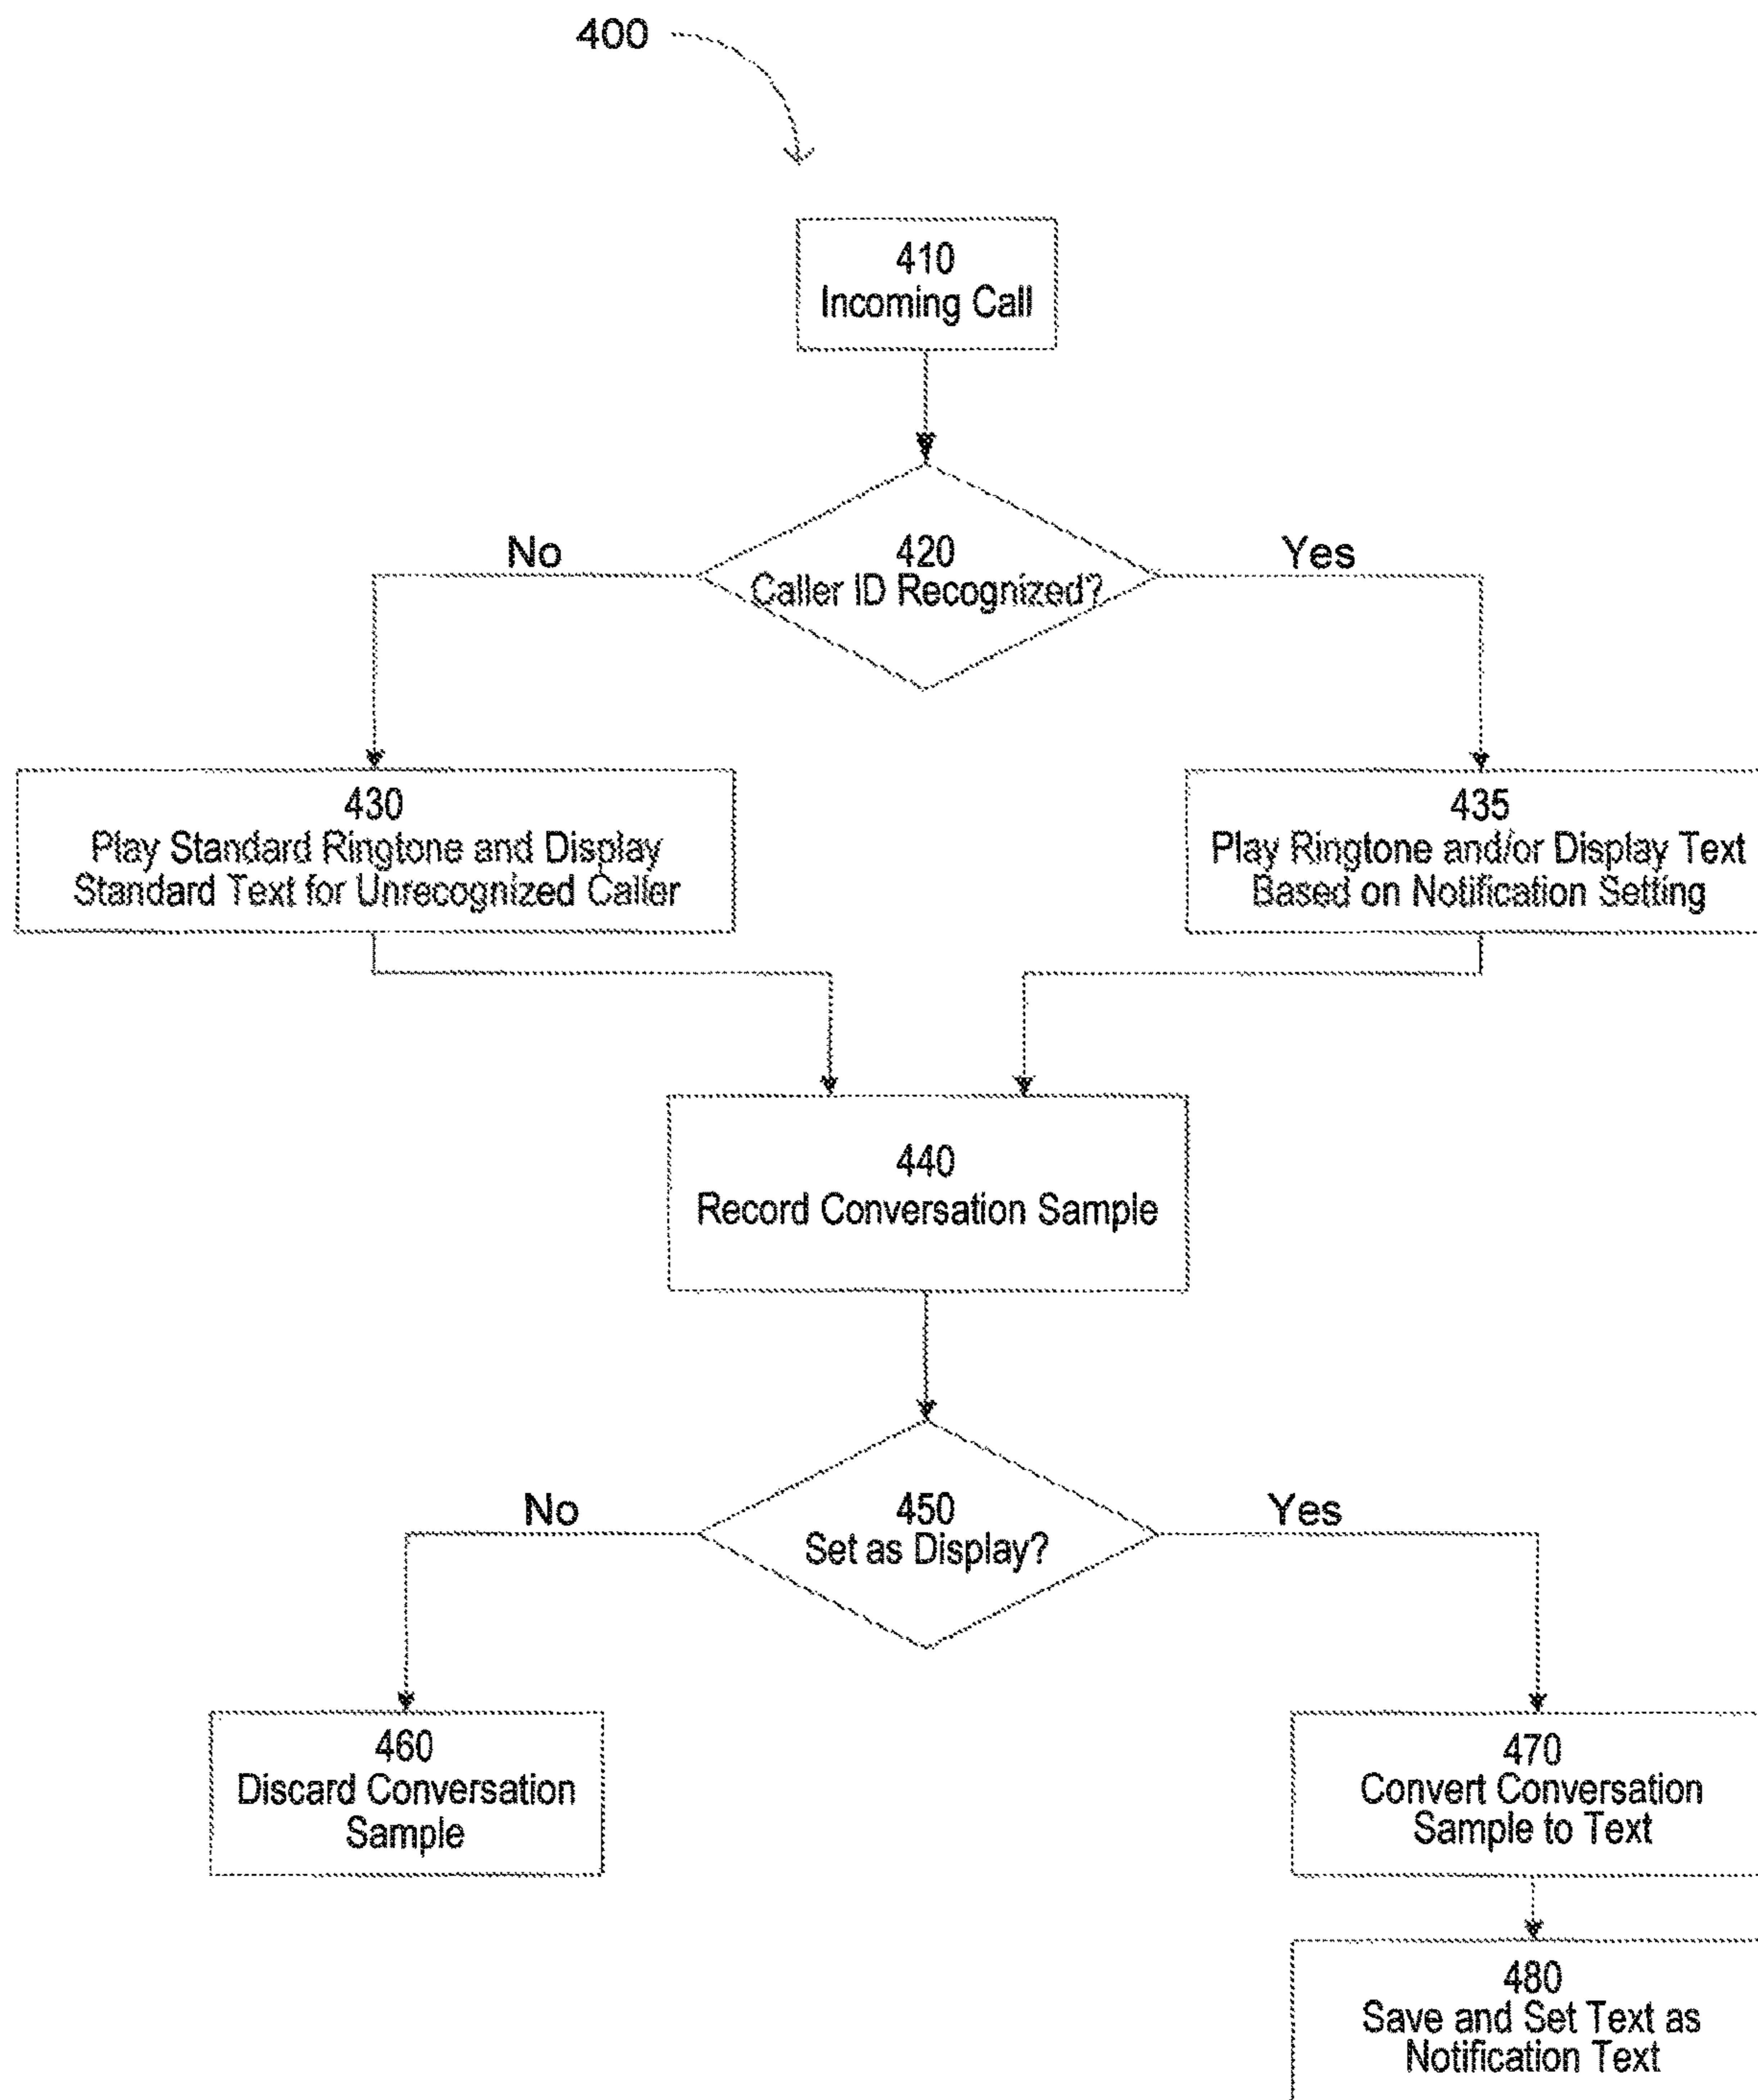 400
410
Incoming Call
No
420
Yes
Caller ID Recognized?
430
Play Standard Ringtone and Display
Standard Text for Unrecognized Caller
435
Play Ringtone and/or Display Text
Based on Notification Setting
440
Record Conversation Sample
No
450
Yes
Set as Display?
460
Discard Conversation
Sample
470
Convert Conversation
Sample to Text
480
Save and Set Text as
Notification Text